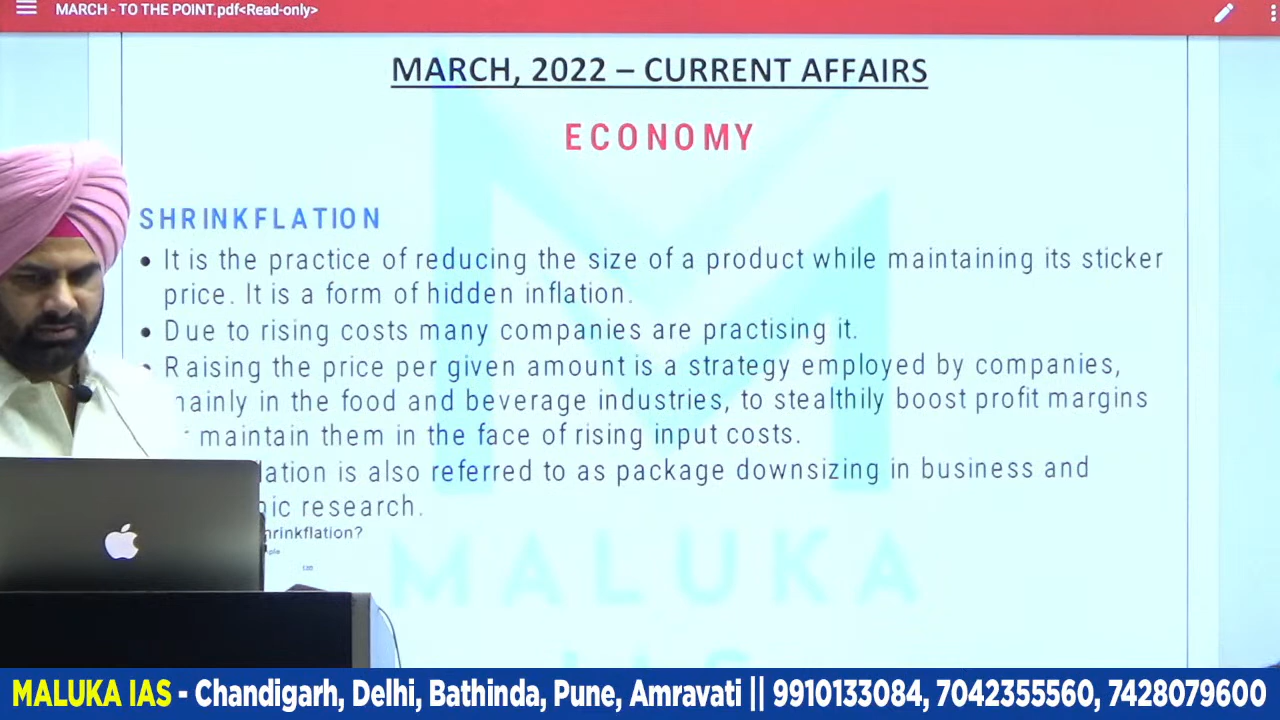 MARCH - TO THE POINT.pdf<Read-only>
MARCH, 2022 – CURRENT AFFAIRS
ECONOMY
SHRINKFLATION
• It is the practice of reducing the size of a product while maintaining its sticker
price. It is a form of hidden inflation.
• Due to rising costs many companies are practising it.
• Raising the price per given amount is a strategy employed by companies,
in the food and beverage industries, to stealthily boost profit margins
maintain them in the face of rising input costs.
is also referred to as package downsizing in business and
research.
MALUKA
MALUKA IAS - Chandigarh, Delhi, Bathinda, Pune, Amravati || 9910133084, 7042355560, 7428079600